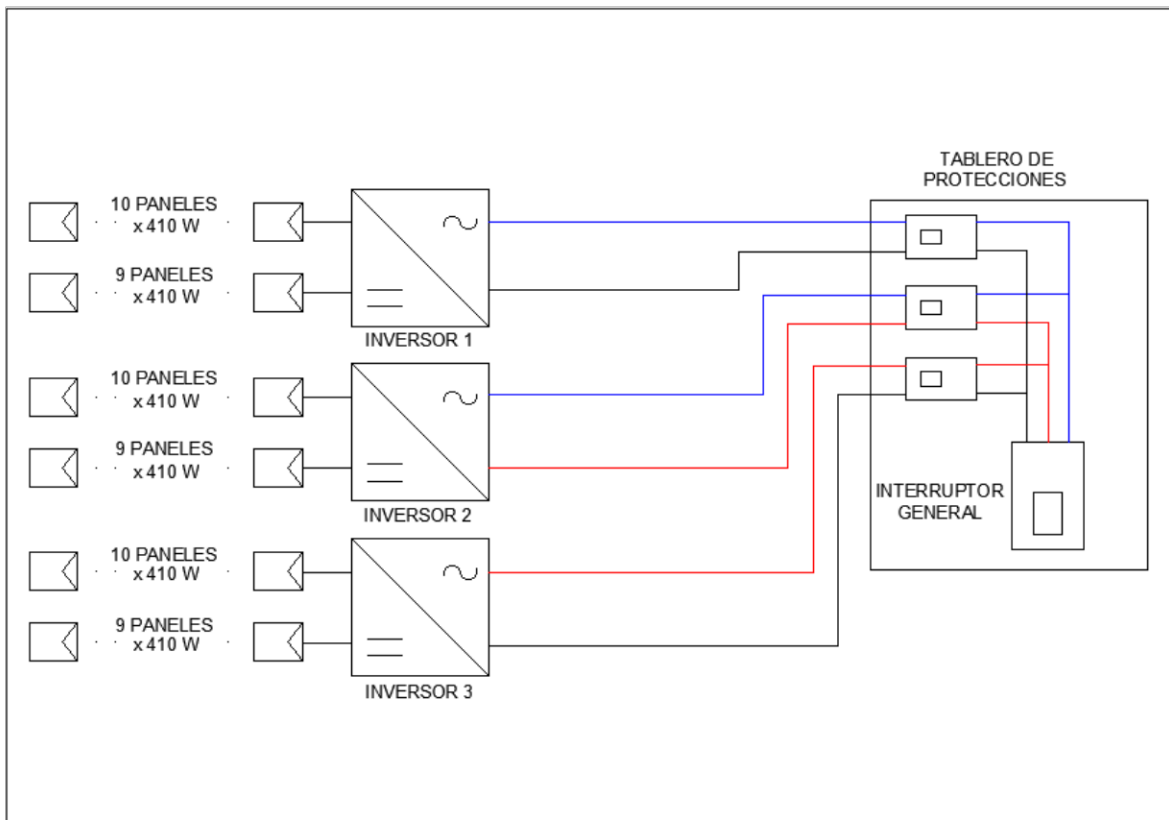 TABLERO DE
PROTECCIONES
10 PANELES
x 410 W
9 PANELES
x 410 W
INVERSOR 1
10 PANELES
x 410 W
9 PANELES
x 410 W
INVERSOR 2
INTERRUPTOR
GENERAL
10 PANELES
x 410 W
9 PANELES
x 410 W
INVERSOR 3